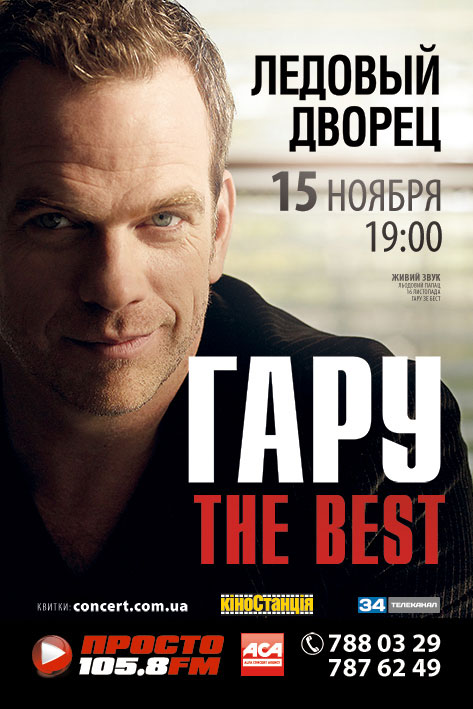 ЛЕДОВЫЙ
ДВОРЕЦ
15 НОЯБРЯ
19:00
ЖИВИЙ ЗВУК
ЛЬОДОВИЙ ПАЛАЦ
16 ЛИСТОПАДА
ГАРУ ЗЕ БЕСТ
ГАРУ
THE BEST
КВИТКИ: concert.com.ua
КІНОСТАНЦІЯ
34 ТЕЛЕКАНАЛ
ПРОСТО
105.8FM
ACA
788 03 29
787 62 49